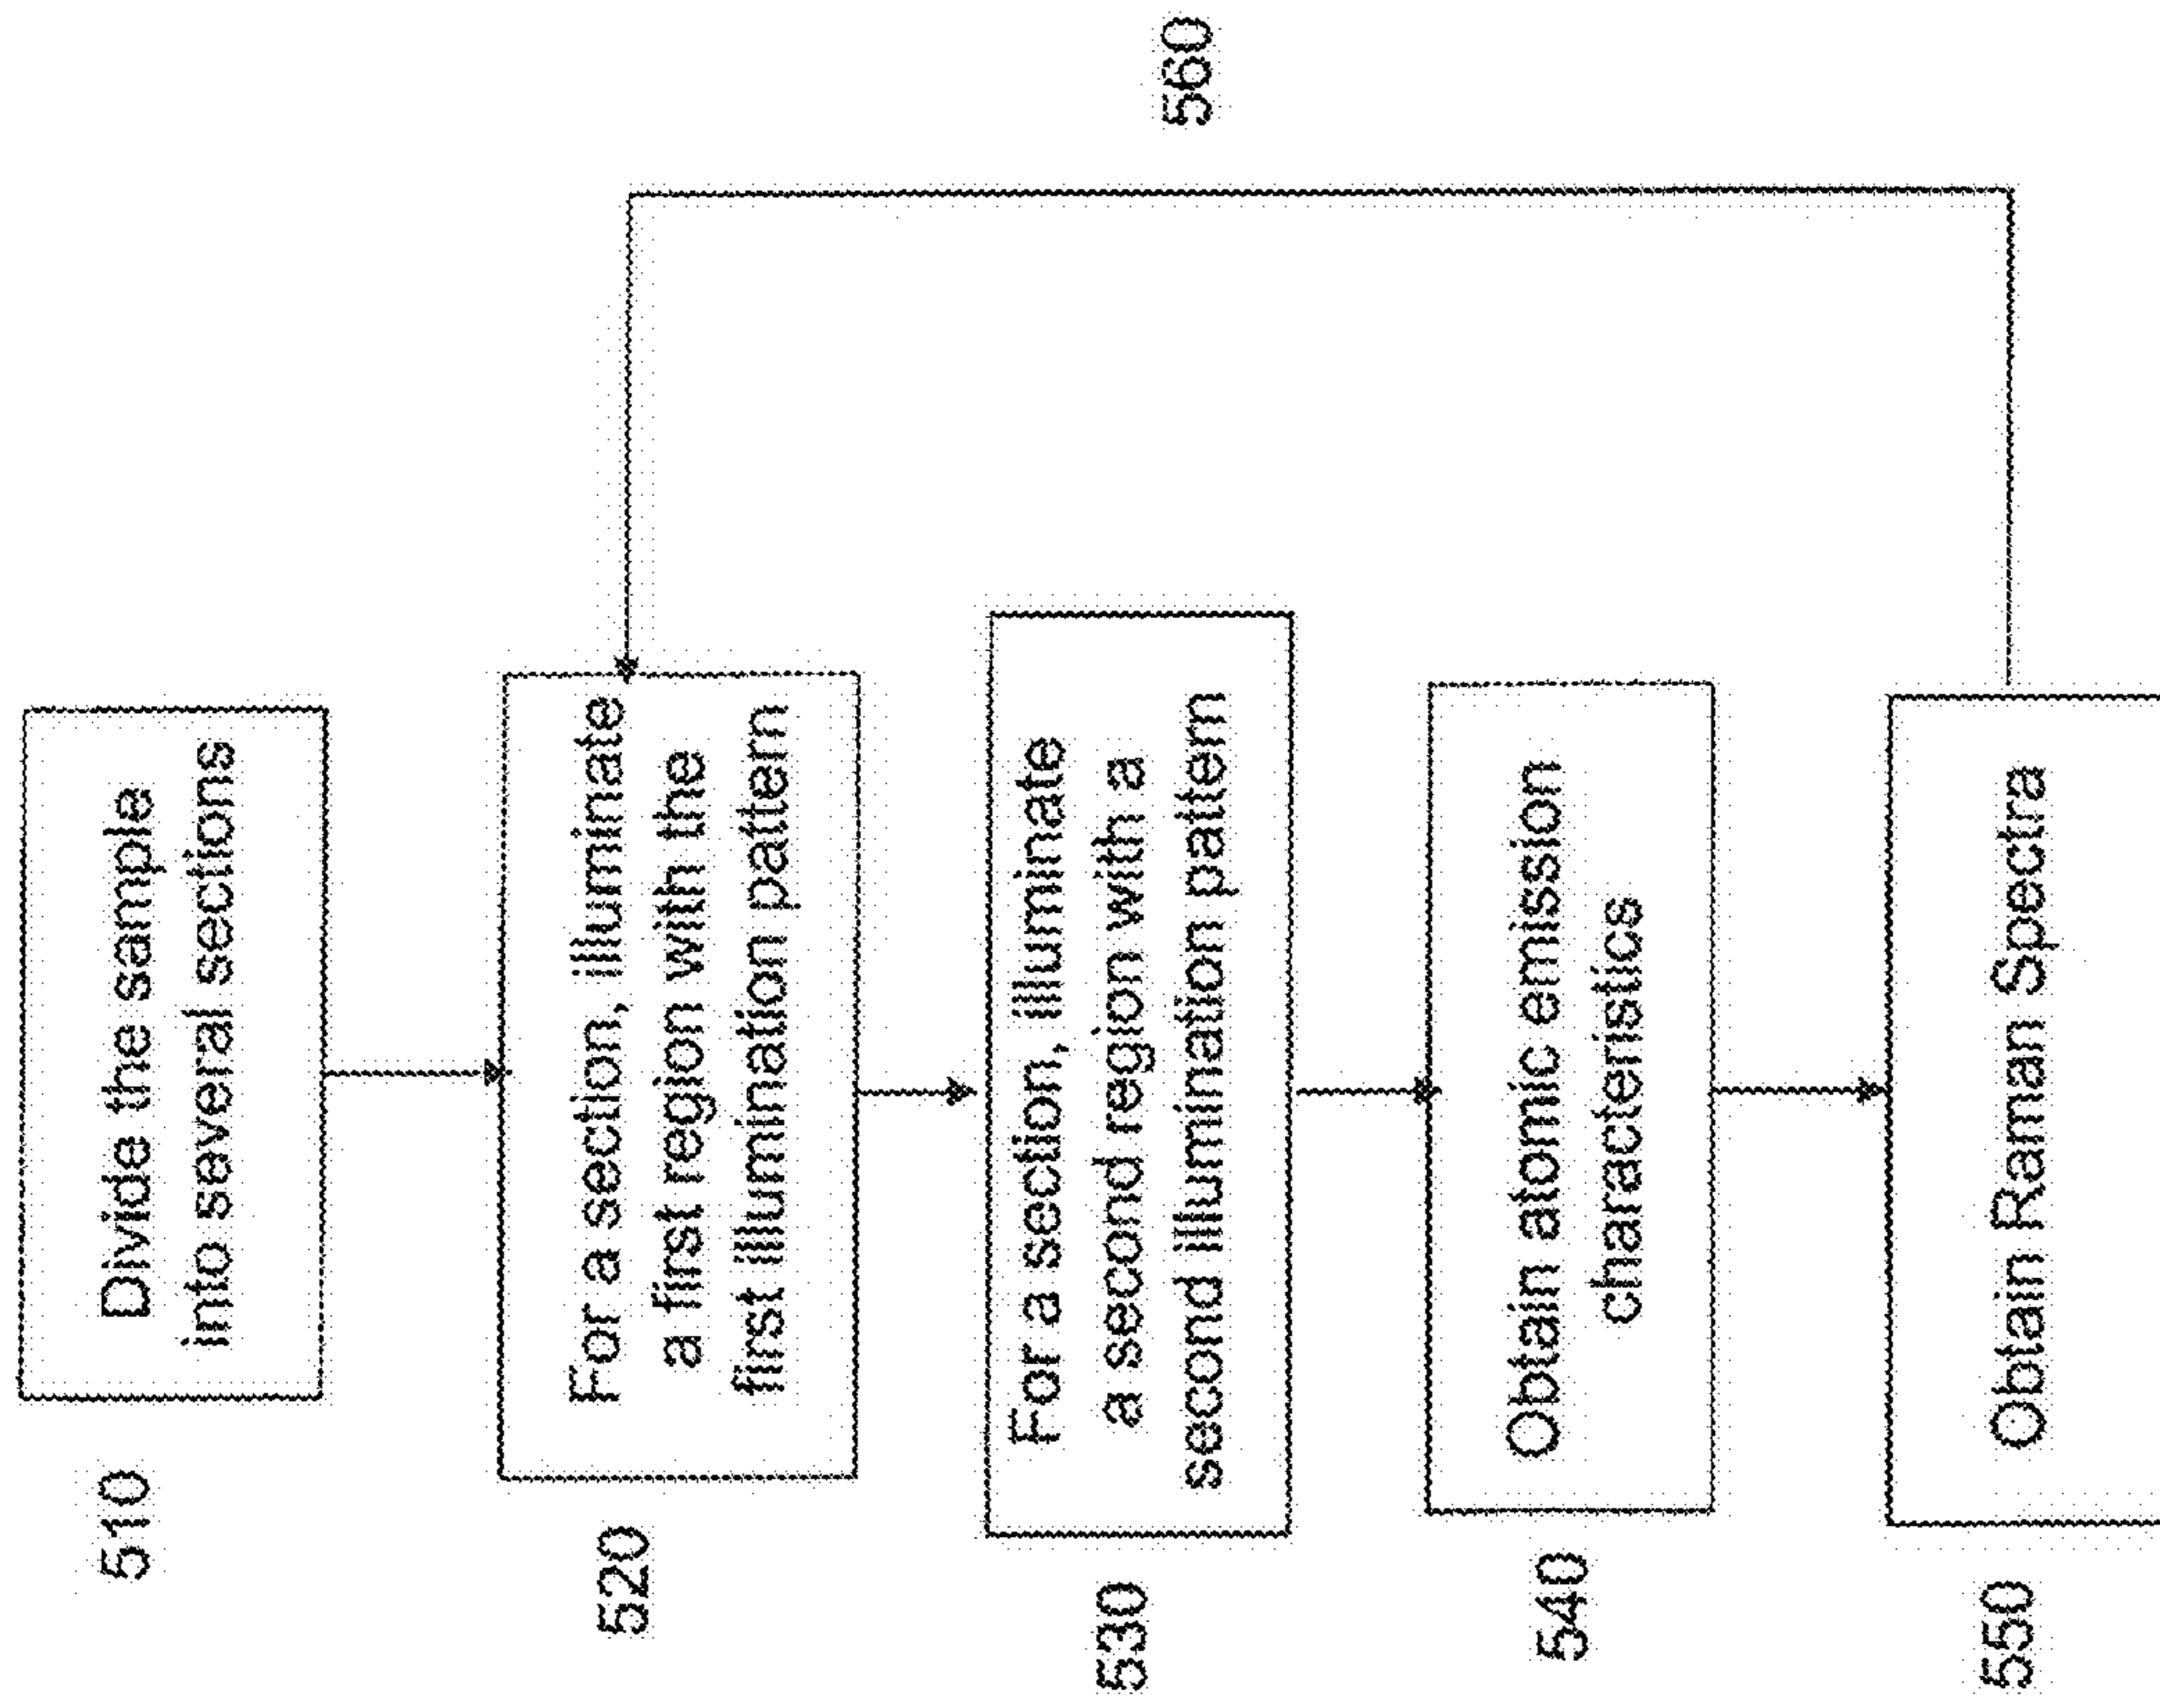 510
Divide the sample
into several sections
520
For a section, illuminate
a first region with the
first illumination pattern
530
For a section, illuminate
a second region with a
second illumination pattern
540
Obtain atomic emission
characteristics
550
Obtain Raman Spectra
560